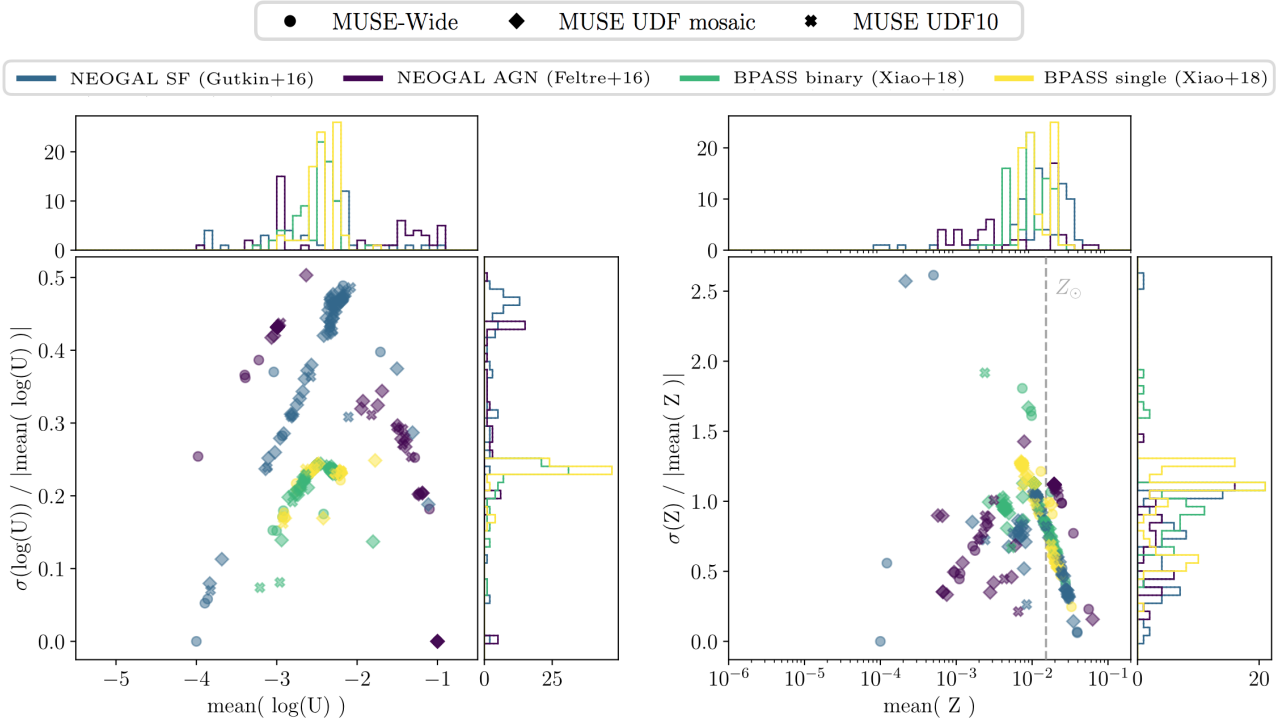 MUSE-Wide MUSE UDF mosaic MUSE UDF10
NEOGAL SF (Gutkin+16) NEOGAL AGN (Feltre+16) BPASS binary (Xiao+18) BPASS single (Xiao+18)
20
10
0
0.5
0.4
0.3
0.2
0.1
0.0
σ(log(U)) / |mean( log(U) )|
−5 −4 −3 −2 −1
mean( log(U) )
0 25
20
10
0
2.5
2.0
1.5
1.0
0.5
0.0
σ(Z) / |mean( Z )|
Z⊙
10⁻⁶ 10⁻⁵ 10⁻⁴ 10⁻³ 10⁻² 10⁻¹
mean( Z )
0 20